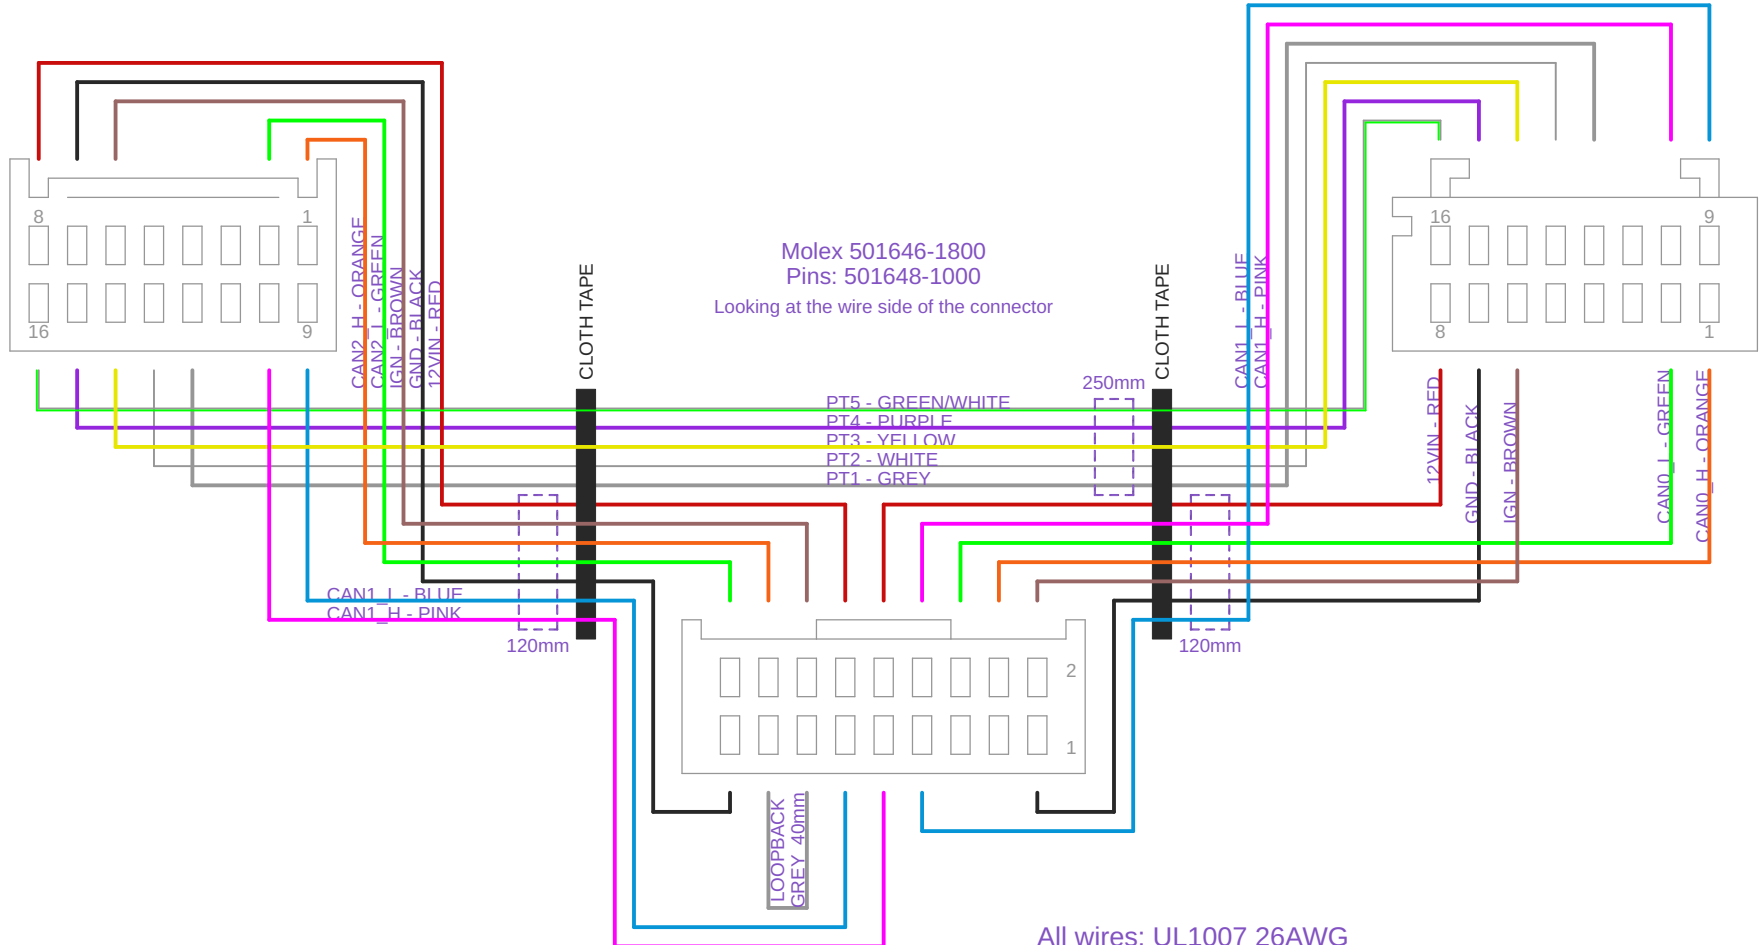 8
1
16
9
CAN2_H - ORANGE
CAN2_L - GREEN
IGN - BROWN
GND - BLACK
12VIN - RED
CLOTH TAPE
Molex 501646-1800
Pins: 501648-1000
Looking at the wire side of the connector
CLOTH TAPE
250mm
CAN1_L - BLUE
CAN1_H - PINK
16
9
8
1
PT5 - GREEN/WHITE
PT4 - PURPLE
PT3 - YELLOW
PT2 - WHITE
PT1 - GREY
12VIN - RED
GND - BLACK
IGN - BROWN
CAN0_L - GREEN
CAN0_H - ORANGE
CAN1_L - BLUE
CAN1_H - PINK
120mm
120mm
2
1
LOOPBACK
GREY 40mm
All wires: UL1007 26AWG